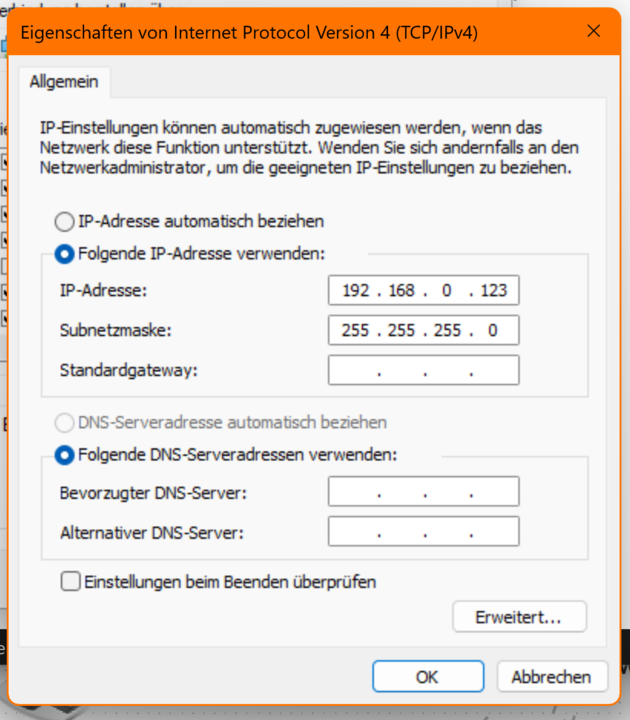 Eigenschaften von Internet Protocol Version 4 (TCP/IPv4)
Allgemein
IP-Einstellungen können automatisch zugewiesen werden, wenn das
Netzwerk diese Funktion unterstützt. Wenden Sie sich andernfalls an den
Netzwerkadministrator, um die geeigneten IP-Einstellungen zu beziehen.
IP-Adresse automatisch beziehen
Folgende IP-Adresse verwenden:
IP-Adresse: 192 . 168 . 0 . 123
Subnetzmaske: 255 . 255 . 255 . 0
Standardgateway: . . .
DNS-Serveradresse automatisch beziehen
Folgende DNS-Serveradressen verwenden:
Bevorzugter DNS-Server: . . .
Alternativer DNS-Server: . . .
Einstellungen beim Beenden überprüfen
Erweitert...
OK Abbrechen